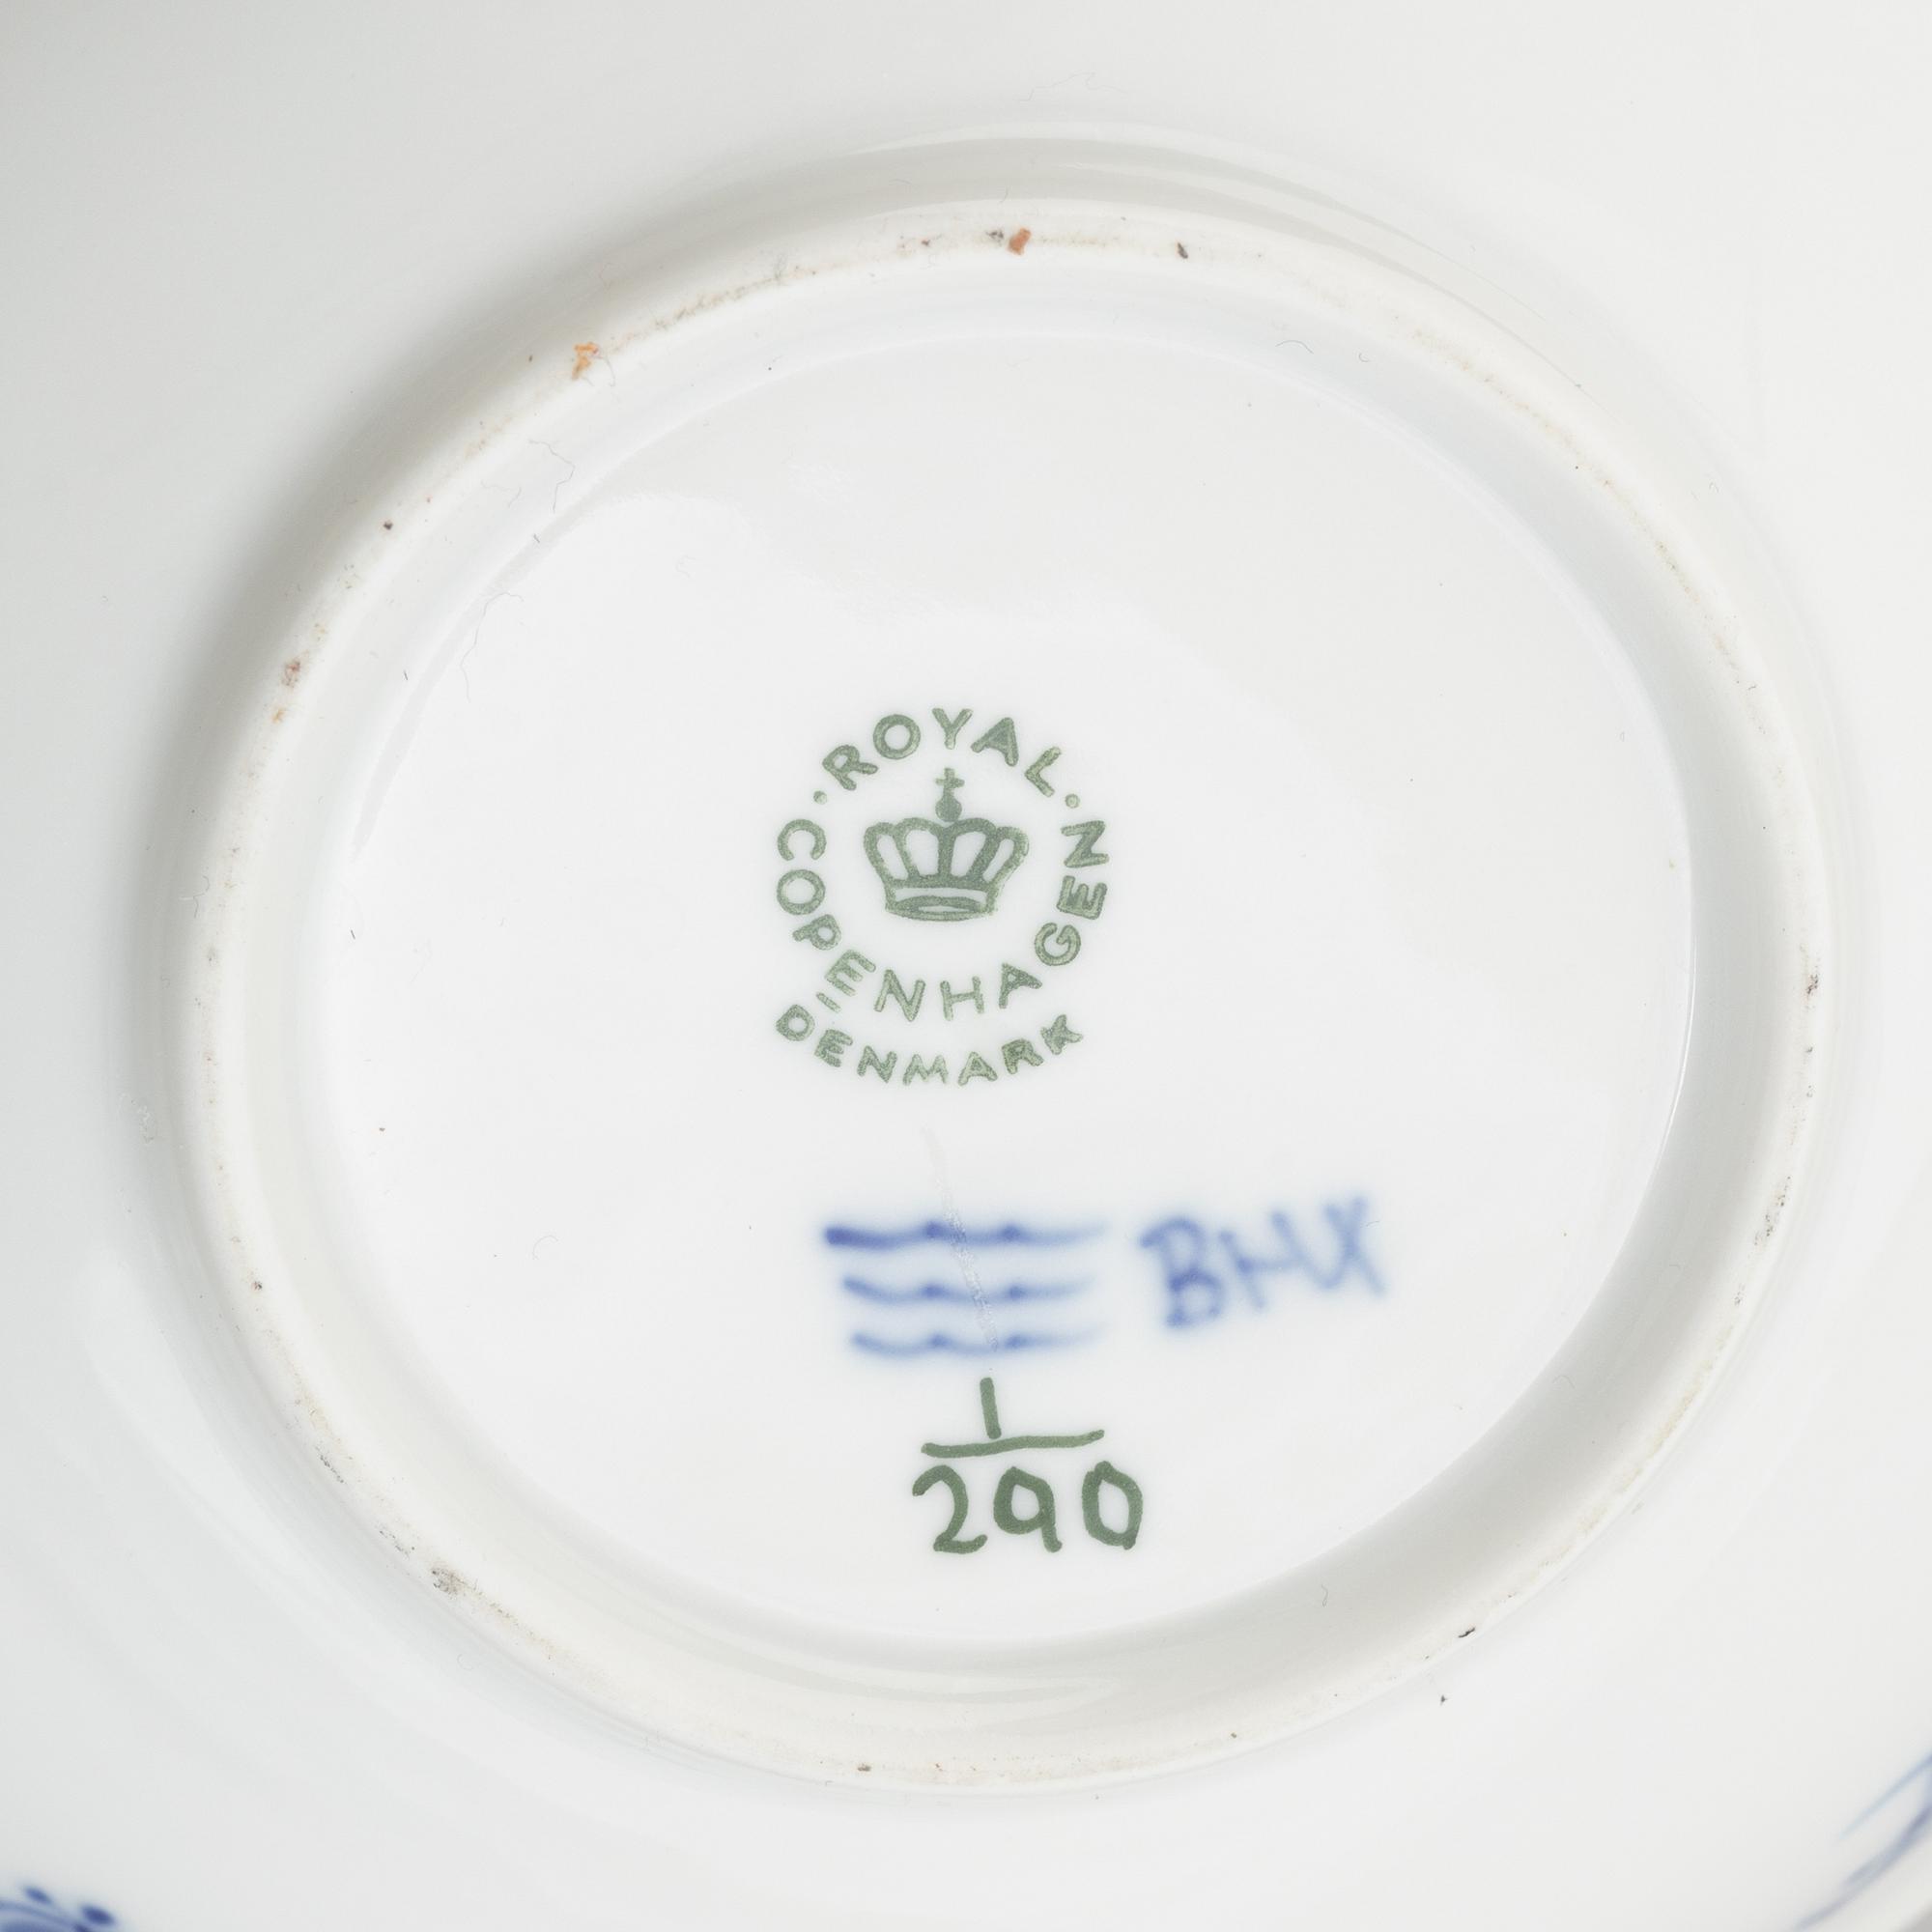 · ROYAL ·
COPENHAGEN
DENMARK
BHX
1
290